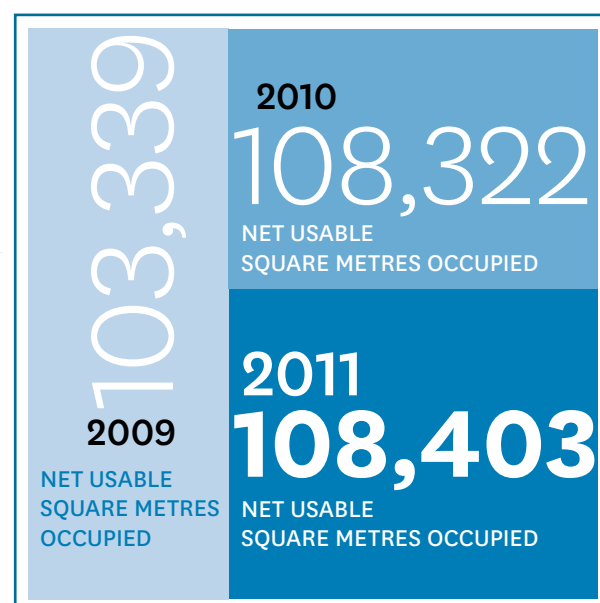 103,339
2009
NET USABLE
SQUARE METRES
OCCUPIED
2010
108,322
NET USABLE
SQUARE METRES OCCUPIED
2011
108,403
NET USABLE
SQUARE METRES OCCUPIED